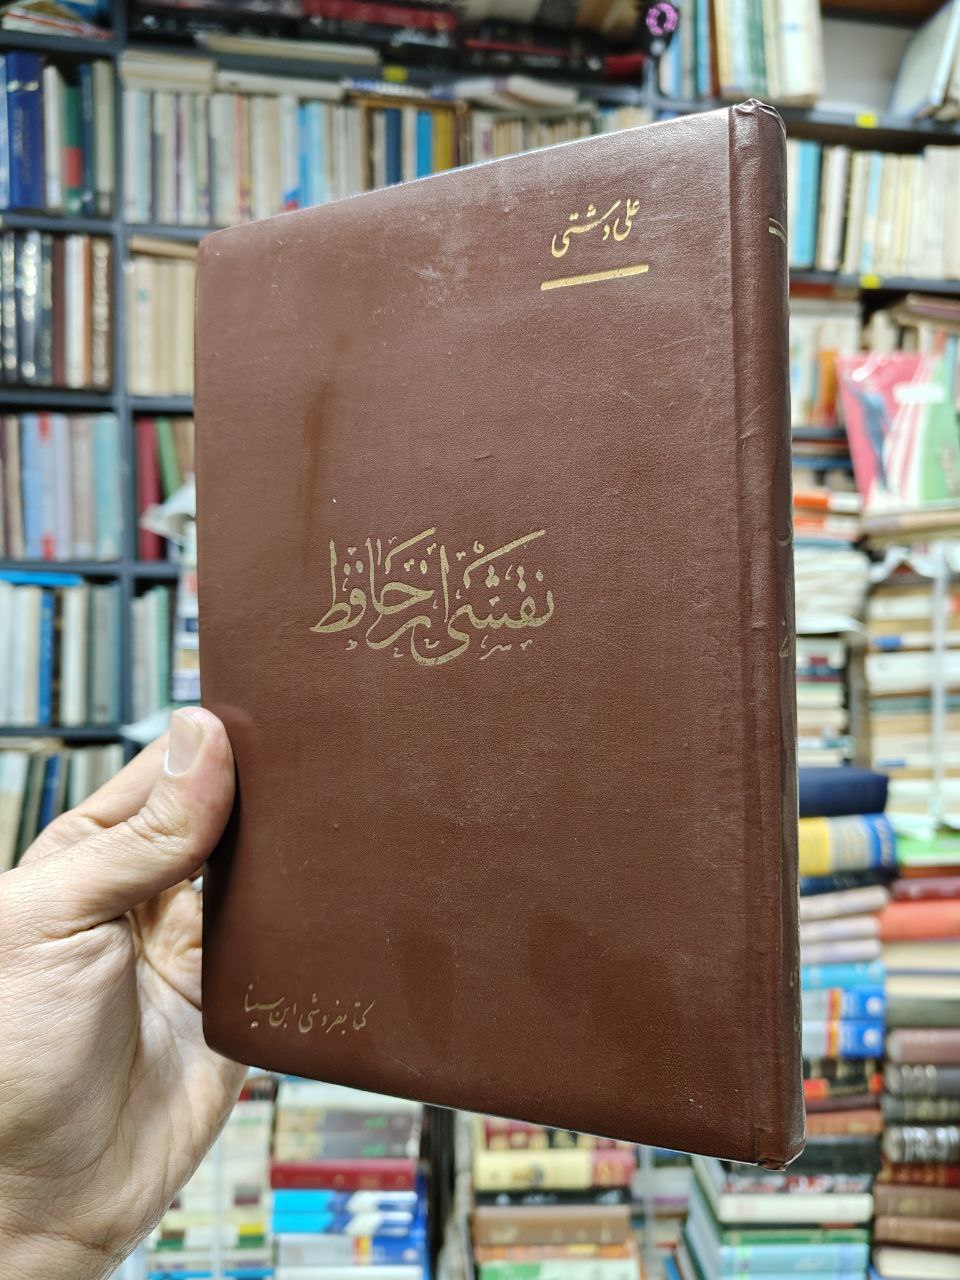 علی دشتی
نقشی از حافظ
کتابفروشی ابن سینا